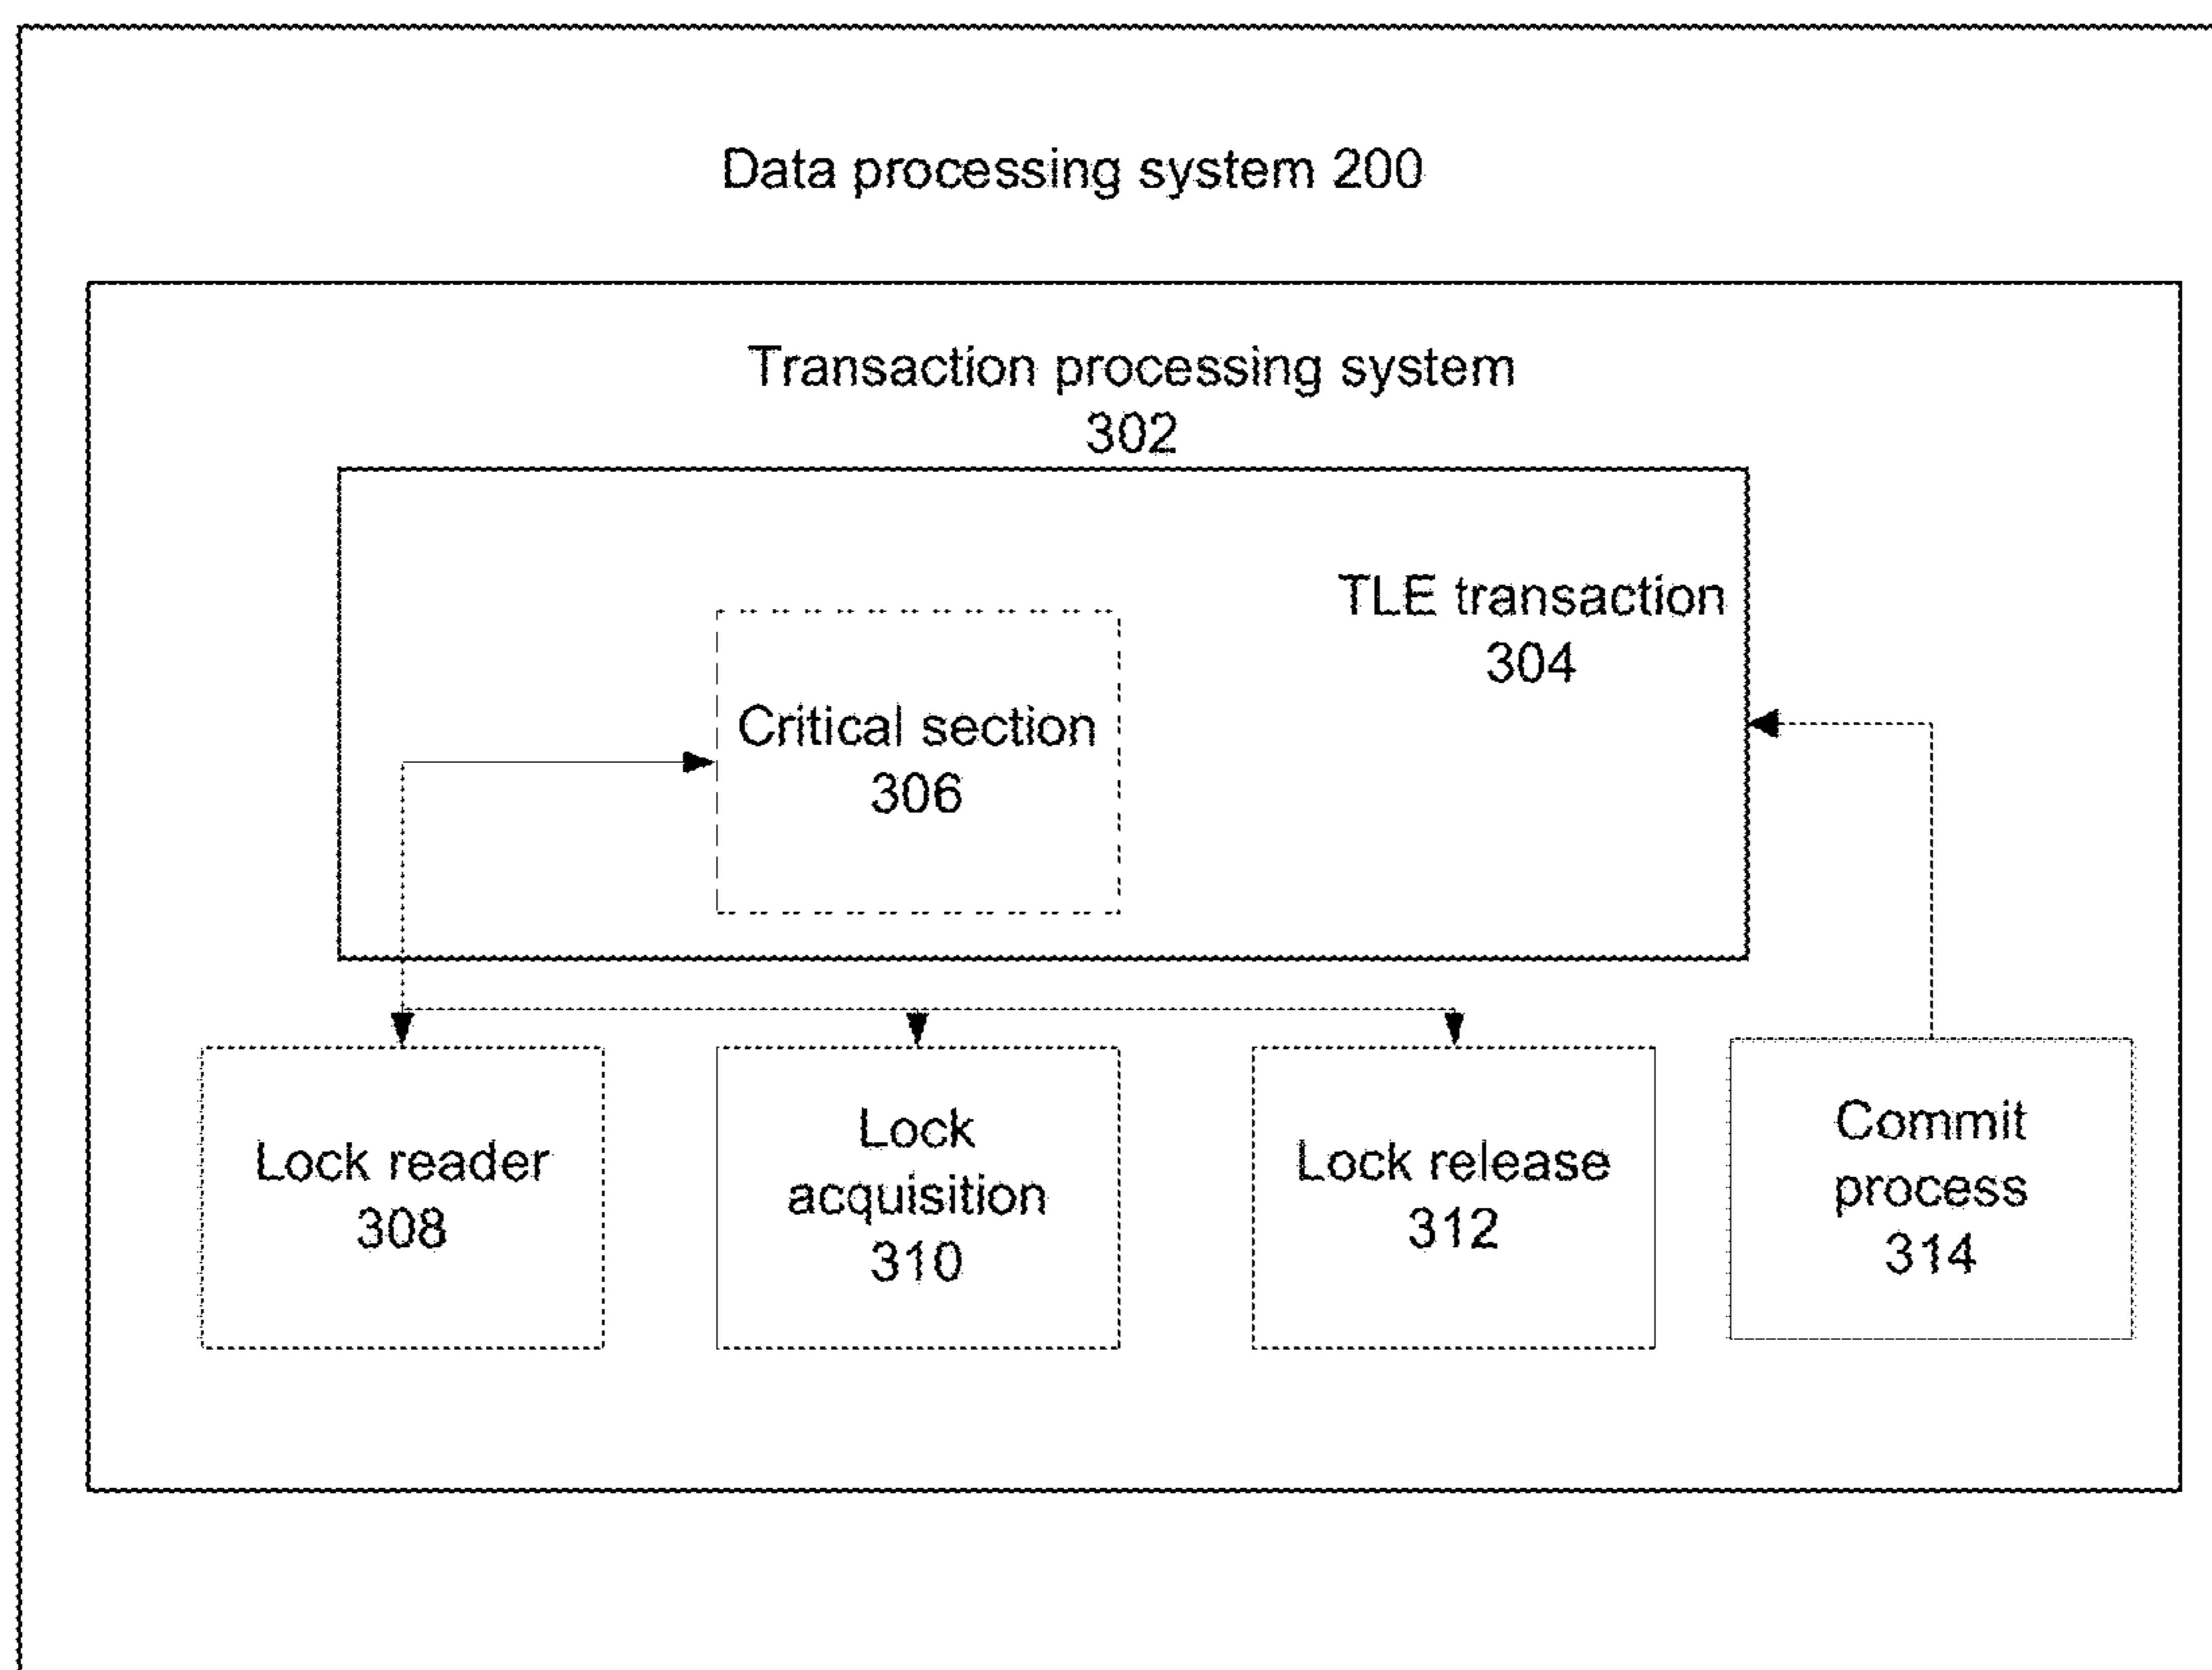 Data processing system 200
Transaction processing system
302
TLE transaction
304
Critical section
306
Lock reader
308
Lock
acquisition
310
Lock release
312
Commit
process
314